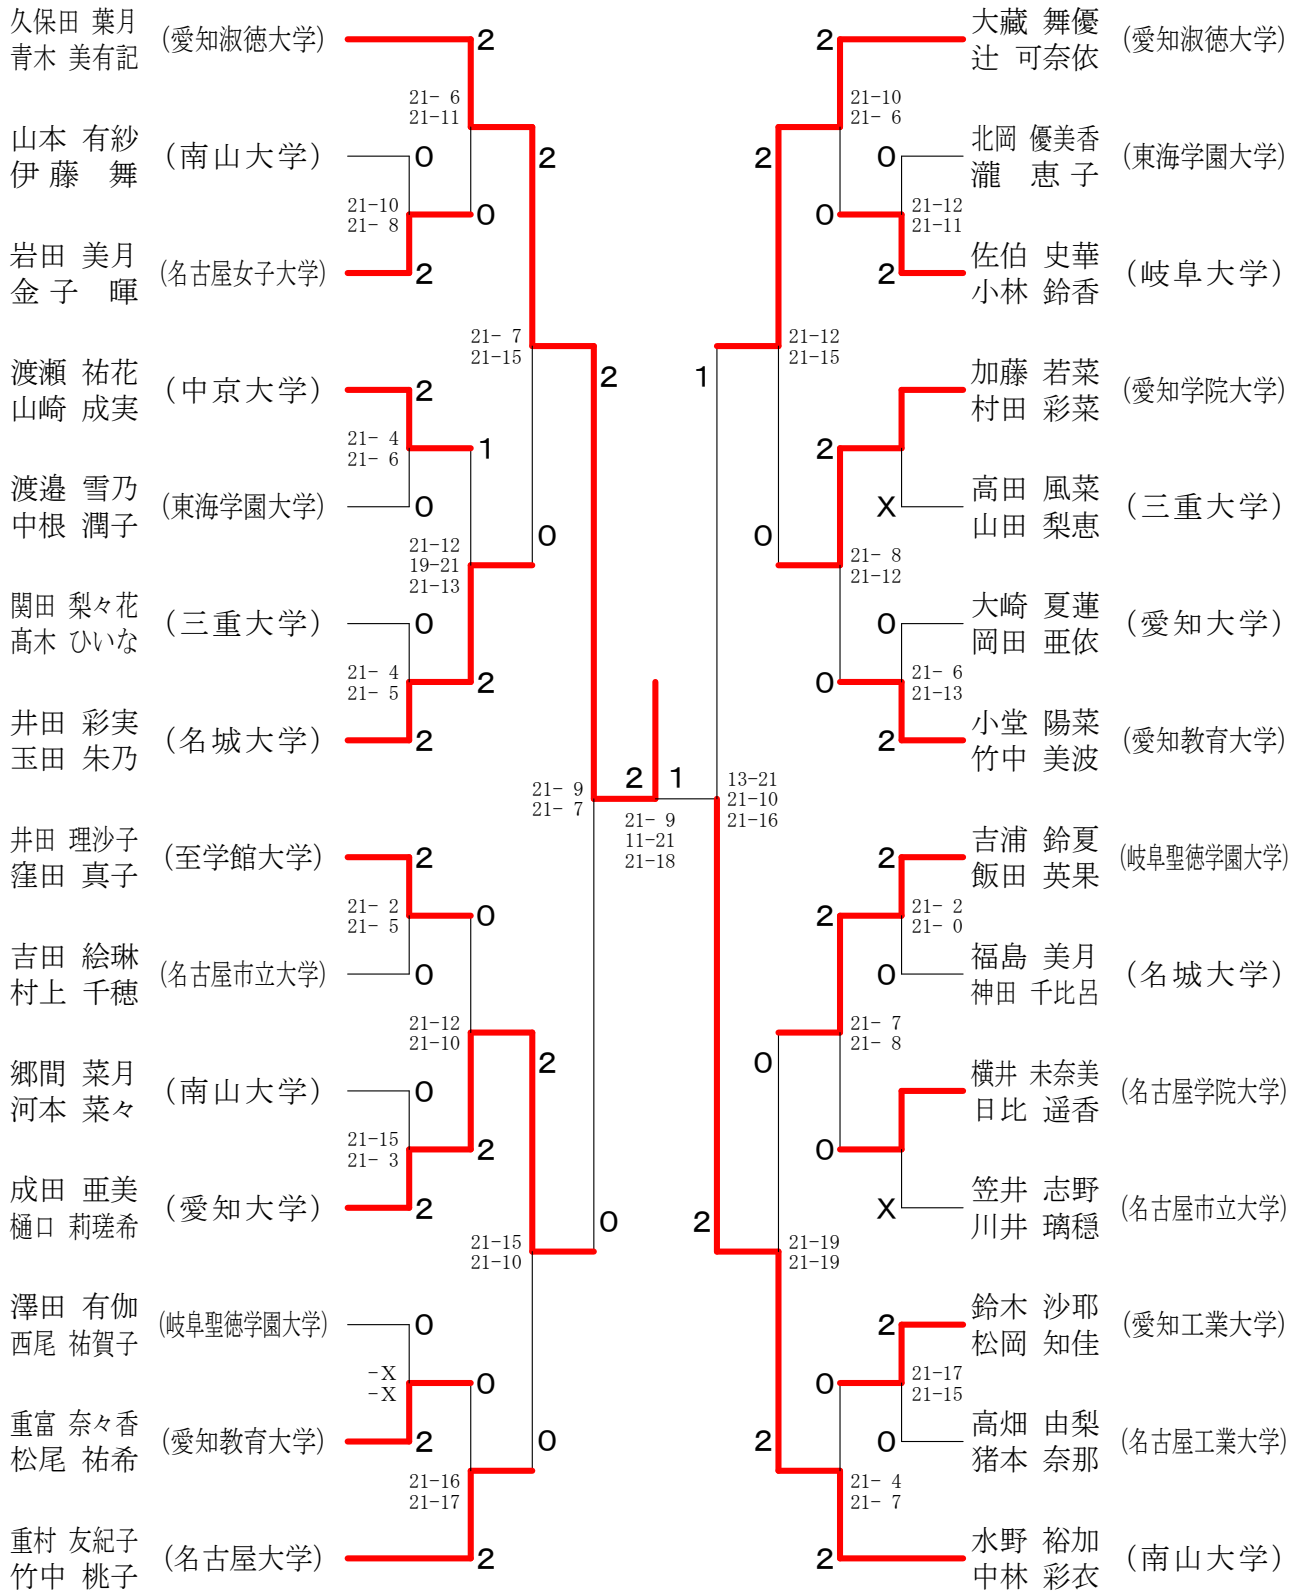 久保田 葉月
青木 美有記
(愛知淑徳大学)
2
21- 6
21-11
山本 有紗
伊藤 舞
(南山大学)
0
2
21-10
21- 8
0
岩田 美月
金子 暉
(名古屋女子大学)
2
21- 7
21-15
2
渡瀬 祐花
山崎 成実
(中京大学)
2
21- 4
21- 6
1
渡邉 雪乃
中根 潤子
(東海学園大学)
0
21-12
19-21
21-13
0
関田 梨々花
髙木 ひいな
(三重大学)
0
21- 4
21- 5
2
井田 彩実
玉田 朱乃
(名城大学)
2
21- 9
21- 7
2
1
21- 9
11-21
21-18
井田 理沙子
窪田 真子
(至学館大学)
2
21- 2
21- 5
0
吉田 絵琳
村上 千穂
(名古屋市立大学)
0
21-12
21-10
2
郷間 菜月
河本 菜々
(南山大学)
0
21-15
21- 3
2
成田 亜美
樋口 莉瑳希
(愛知大学)
2
0
21-15
21-10
澤田 有伽
西尾 祐賀子
(岐阜聖徳学園大学)
0
-X
-X
0
重富 奈々香
松尾 祐希
(愛知教育大学)
2
0
21-16
21-17
重村 友紀子
竹中 桃子
(名古屋大学)
2
2
大藏 舞優
辻 可奈依
(愛知淑徳大学)
21-10
21- 6
2
0
北岡 優美香
瀧 恵子
(東海学園大学)
0
21-12
21-11
2
佐伯 史華
小林 鈴香
(岐阜大学)
21-12
21-15
1
加藤 若菜
村田 彩菜
(愛知学院大学)
2
X
高田 風菜
山田 梨恵
(三重大学)
0
21- 8
21-12
0
大崎 夏蓮
岡田 亜依
(愛知大学)
0
21- 6
21-13
2
小堂 陽菜
竹中 美波
(愛知教育大学)
13-21
21-10
21-16
2
吉浦 鈴夏
飯田 英果
(岐阜聖徳学園大学)
2
21- 2
21- 0
0
福島 美月
神田 千比呂
(名城大学)
21- 7
21- 8
0
横井 未奈美
日比 遥香
(名古屋学院大学)
0
X
笠井 志野
川井 璃穏
(名古屋市立大学)
2
21-19
21-19
2
鈴木 沙耶
松岡 知佳
(愛知工業大学)
0
21-17
21-15
2
0
高畑 由梨
猪本 奈那
(名古屋工業大学)
21- 4
21- 7
2
水野 裕加
中林 彩衣
(南山大学)